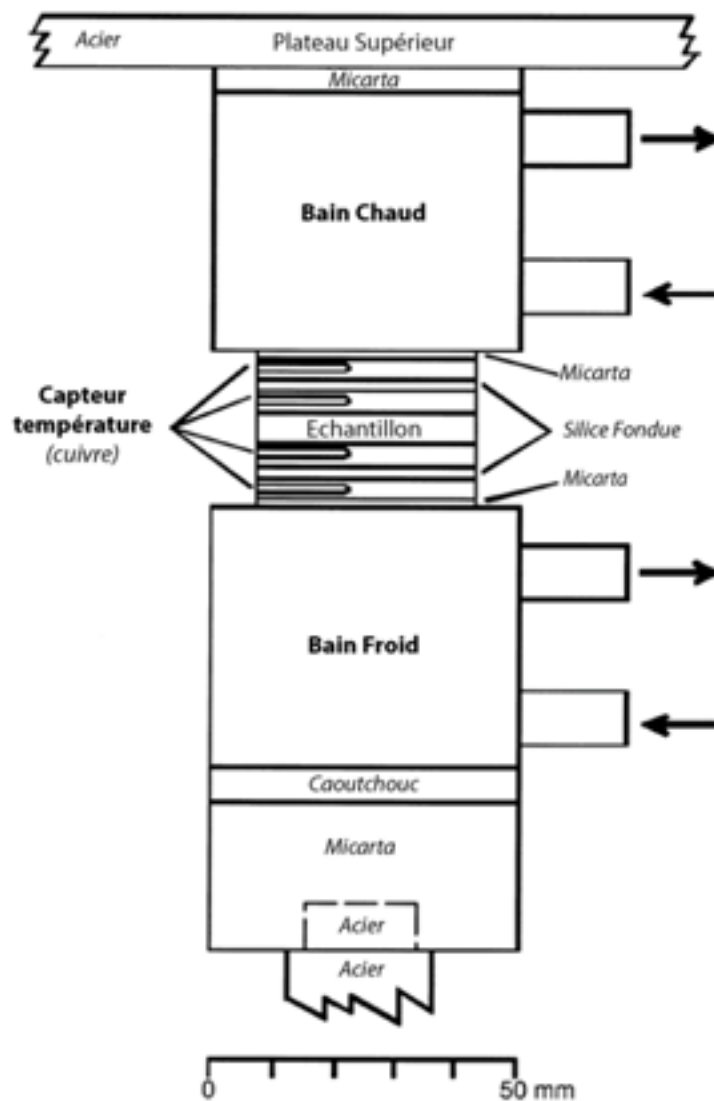 Acier
Plateau Supérieur
Micarta
Bain Chaud
Micarta
Capteur
température
(cuivre)
Echantillon
Silice Fondue
Micarta
Bain Froid
Caoutchouc
Micarta
Acier
Acier
0
50 mm